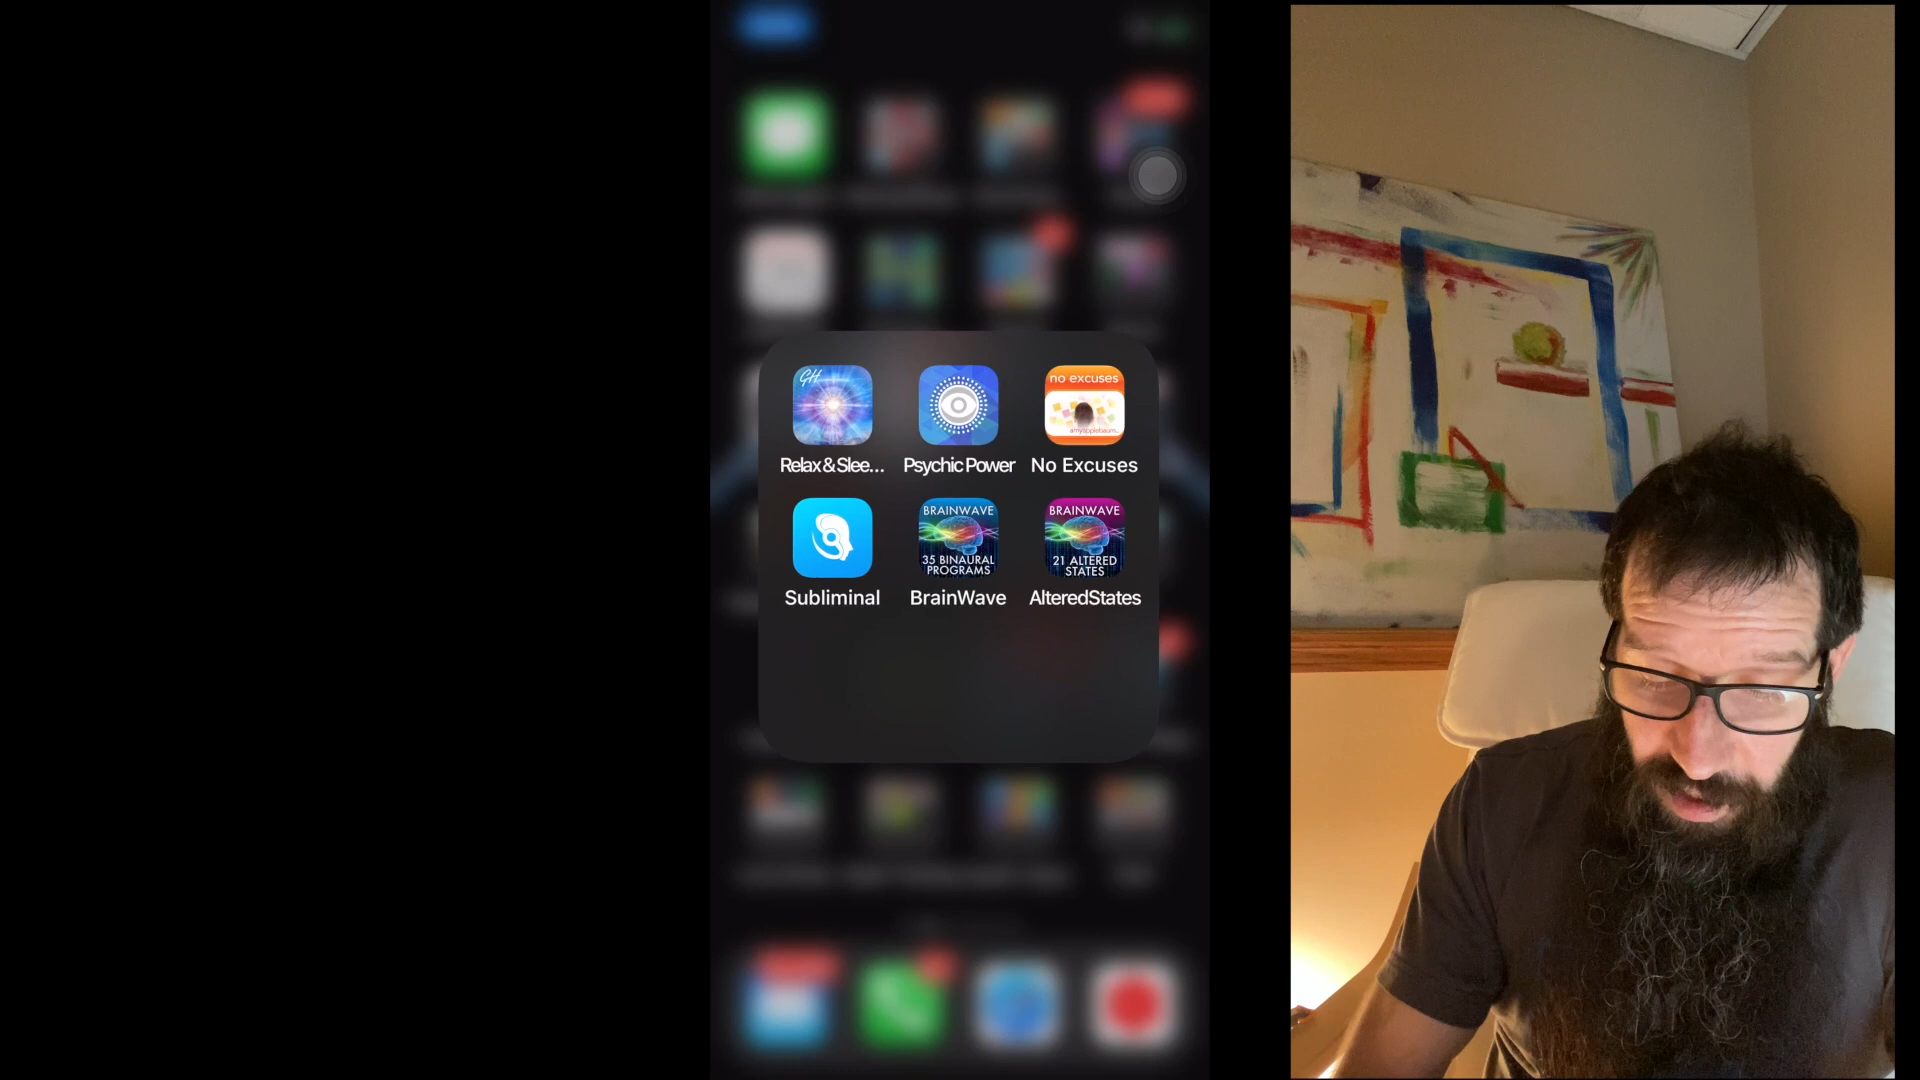 GH
no excuses
amyapplebaum
Relax & Slee...
Psychic Power
No Excuses
BRAINWAVE
35 BINAURAL
PROGRAMS
BRAINWAVE
21 ALTERED
STATES
Subliminal
BrainWave
AlteredStates